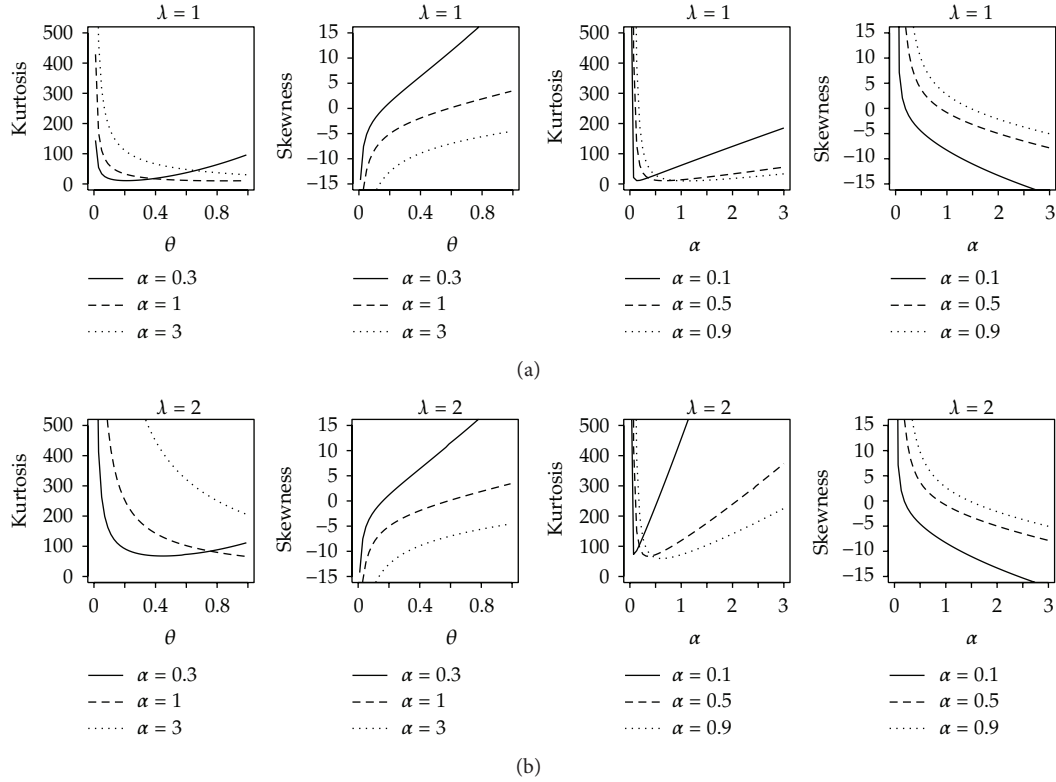 λ = 1
λ = 1
λ = 1
λ = 1
Kurtosis
500
400
300
200
100
0
0
0.4
0.8
θ
Skewness
15
10
5
0
−5
−10
−15
0
0.4
0.8
θ
Kurtosis
500
400
300
200
100
0
0
1
2
3
α
Skewness
15
10
5
0
−5
−10
−15
0
1
2
3
α
α = 0.3
α = 1
α = 3
α = 0.3
α = 1
α = 3
α = 0.1
α = 0.5
α = 0.9
α = 0.1
α = 0.5
α = 0.9
(a)
λ = 2
λ = 2
λ = 2
λ = 2
Kurtosis
500
400
300
200
100
0
0
0.4
0.8
θ
Skewness
15
10
5
0
−5
−10
−15
0
0.4
0.8
θ
Kurtosis
500
400
300
200
100
0
0
1
2
3
α
Skewness
15
10
5
0
−5
−10
−15
0
1
2
3
α
α = 0.3
α = 1
α = 3
α = 0.3
α = 1
α = 3
α = 0.1
α = 0.5
α = 0.9
α = 0.1
α = 0.5
α = 0.9
(b)